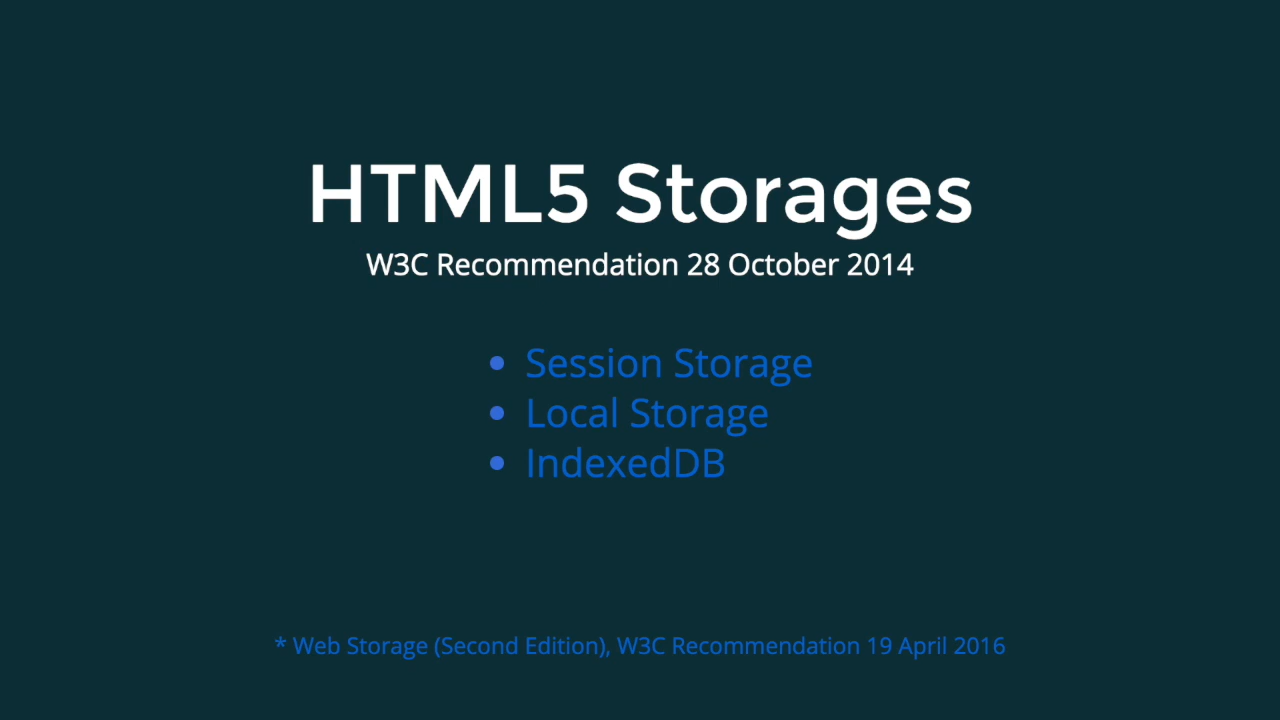 HTML5 Storages
W3C Recommendation 28 October 2014
• Session Storage
• Local Storage
• IndexedDB
* Web Storage (Second Edition), W3C Recommendation 19 April 2016